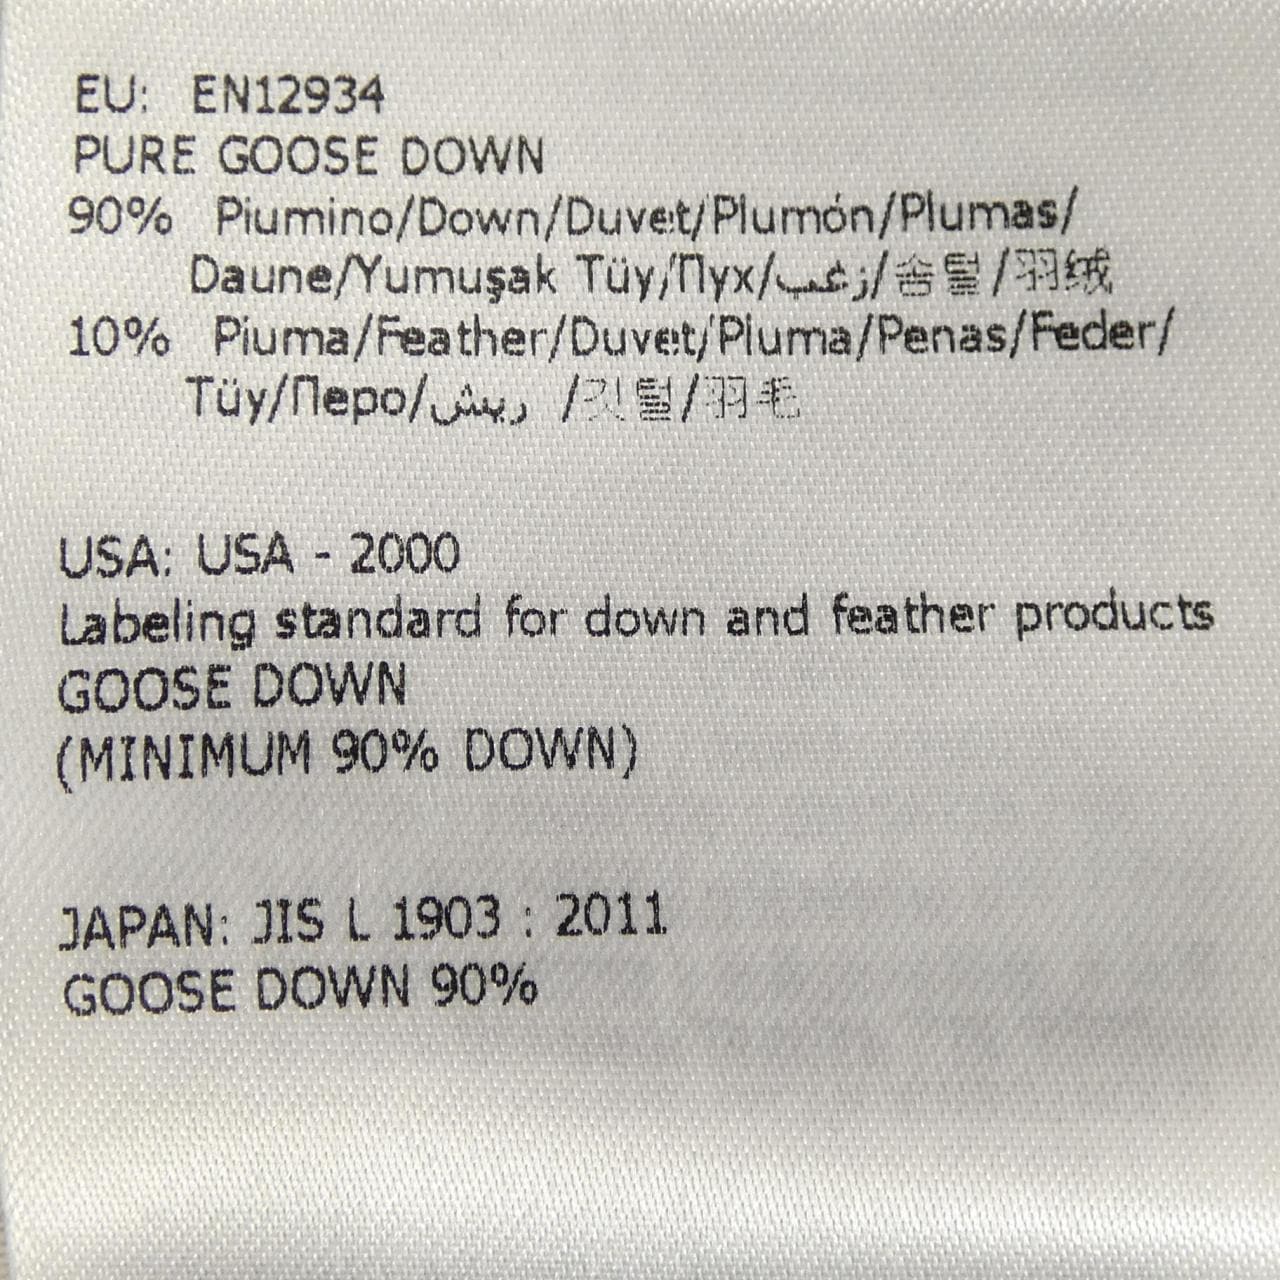 EU: EN12934
PURE GOOSE DOWN
90% Piumino/Down/Duvet/Plumón/Plumas/
Daune/Yumuşak Tüy/Пух/زغب/솜털/羽绒
10% Piuma/Feather/Duvet/Pluma/Penas/Feder/
Tüy/Перо/ريش /깃털/羽毛
USA: USA - 2000
Labeling standard for down and feather products
GOOSE DOWN
(MINIMUM 90% DOWN)
JAPAN: JIS L 1903 : 2011
GOOSE DOWN 90%